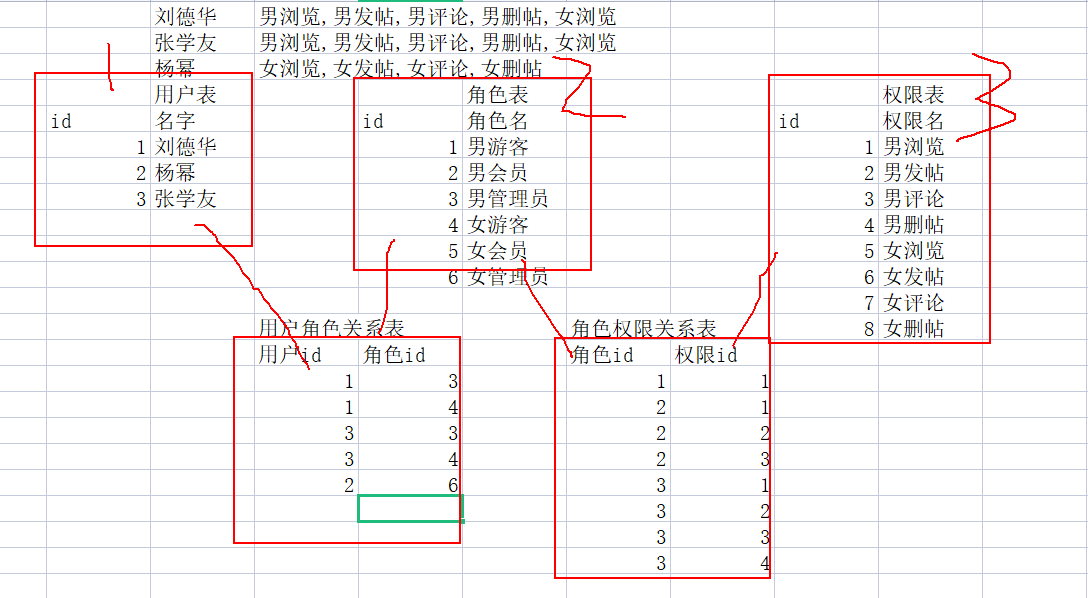 刘德华 男浏览,男发帖,男评论,男删帖,女浏览
张学友 男浏览,男发帖,男评论,男删帖,女浏览
杨幂 女浏览,女发帖,女评论,女删帖
用户表 角色表 权限表
id 名字 id 角色名 id 权限名
1 刘德华 1 男游客 1 男浏览
2 杨幂 2 男会员 2 男发帖
3 张学友 3 男管理员 3 男评论
4 女游客 4 男删帖
5 女会员 5 女浏览
6 女管理员 6 女发帖
7 女评论
用户角色关系表 角色权限关系表 8 女删帖
用户id 角色id 角色id 权限id
1 3 1 1
1 4 2 1
3 3 2 2
3 4 2 3
2 6 3 1
3 2
3 3
3 4